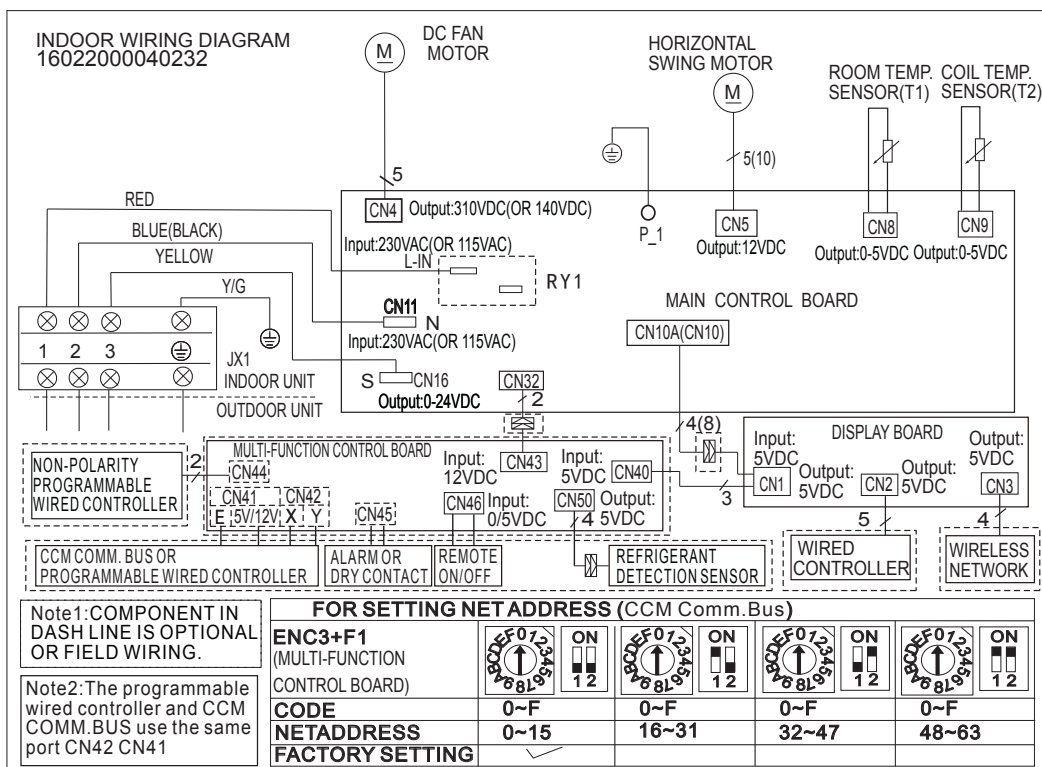 INDOOR WIRING DIAGRAM
16022000040232
M
DC FAN
MOTOR
HORIZONTAL
SWING MOTOR
M
ROOM TEMP.
SENSOR(T1)
COIL TEMP.
SENSOR(T2)
5
5(10)
RED
BLUE(BLACK)
YELLOW
Y/G
CN4
Output:310VDC(OR 140VDC)
P_1
CN5
Output:12VDC
CN8
Output:0-5VDC
CN9
Output:0-5VDC
Input:230VAC(OR 115VAC)
L-IN
RY1
CN11
N
Input:230VAC(OR 115VAC)
MAIN CONTROL BOARD
CN10A(CN10)
S
CN16
Output:0-24VDC
CN32
2
1 2 3
JX1
INDOOR UNIT
OUTDOOR UNIT
4(8)
MULTI-FUNCTION CONTROL BOARD
NON-POLARITY
PROGRAMMABLE
WIRED CONTROLLER
2
CN44
CN41
CN42
E
5V/12V
X
Y
CN45
Input:
12VDC
CN43
CN46
Input:
0/5VDC
Input:
5VDC
CN40
CN50
4
Output:
5VDC
3
DISPLAY BOARD
Input:
5VDC
CN1
Output:
5VDC
CN2
Output:
5VDC
Output:
5VDC
CN3
5
4
CCM COMM. BUS OR
PROGRAMMABLE WIRED CONTROLLER
ALARM OR
DRY CONTACT
REMOTE
ON/OFF
REFRIGERANT
DETECTION SENSOR
WIRED
CONTROLLER
WIRELESS
NETWORK
Note1:COMPONENT IN
DASH LINE IS OPTIONAL
OR FIELD WIRING.
Note2:The programmable
wired controller and CCM
COMM.BUS use the same
port CN42 CN41
FOR SETTING NET ADDRESS (CCM Comm.Bus)
ENC3+F1
(MULTI-FUNCTION
CONTROL BOARD)
0123456789ABCDEF
ON
1 2
0123456789ABCDEF
ON
1 2
0123456789ABCDEF
ON
1 2
0123456789ABCDEF
ON
1 2
CODE 0~F 0~F 0~F 0~F
NETADDRESS 0~15 16~31 32~47 48~63
FACTORY SETTING